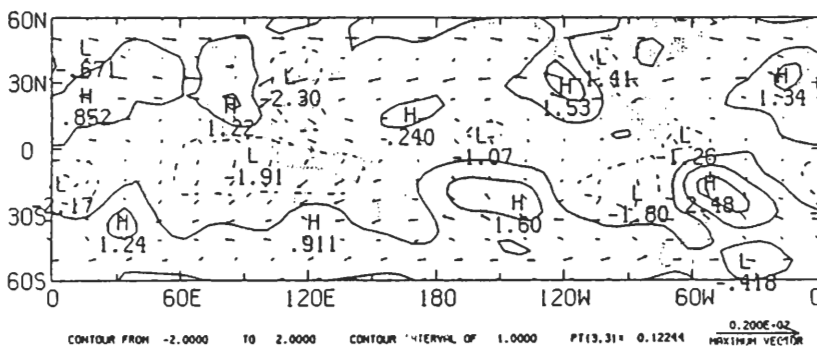 60N
L
-.671
L
-2.30
L
1.41
H
1.34
30N
H
.852
H
1.22
H
.240
H
1.53
0
L
-1.91
L
-1.07
L
-1.26
L
-2.17
H
1.60
L
-1.80
H
2.48
30S
H
1.24
H
.911
L
-.418
60S
0 60E 120E 180 120W 60W 0
CONTOUR FROM -2.0000 TO 2.0000 CONTOUR INTERVAL OF 1.0000 PT(3,3)= 0.12244 0.200E+02
MAXIMUM VECTOR